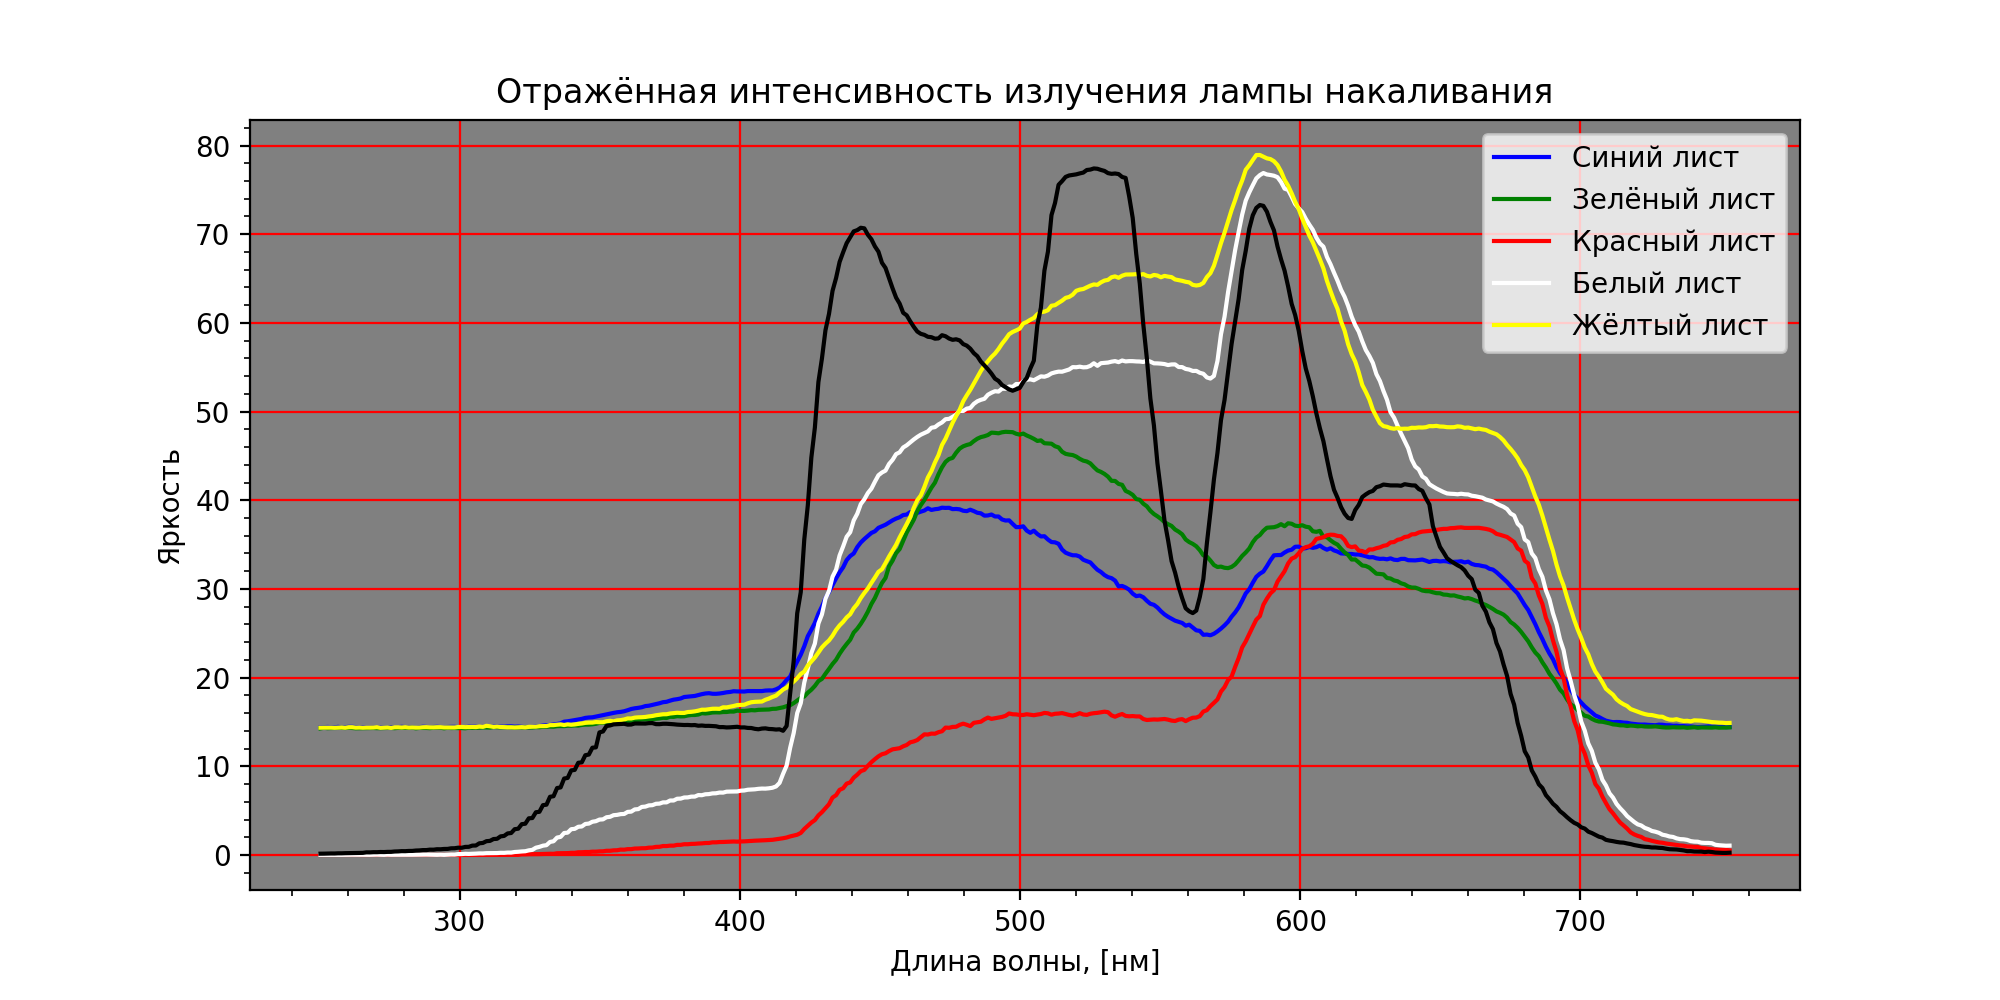 Отражённая интенсивность излучения лампы накаливания
80
70
60
50
40
30
20
10
0
Яркость
Синий лист
Зелёный лист
Красный лист
Белый лист
Жёлтый лист
300 400 500 600 700
Длина волны, [нм]